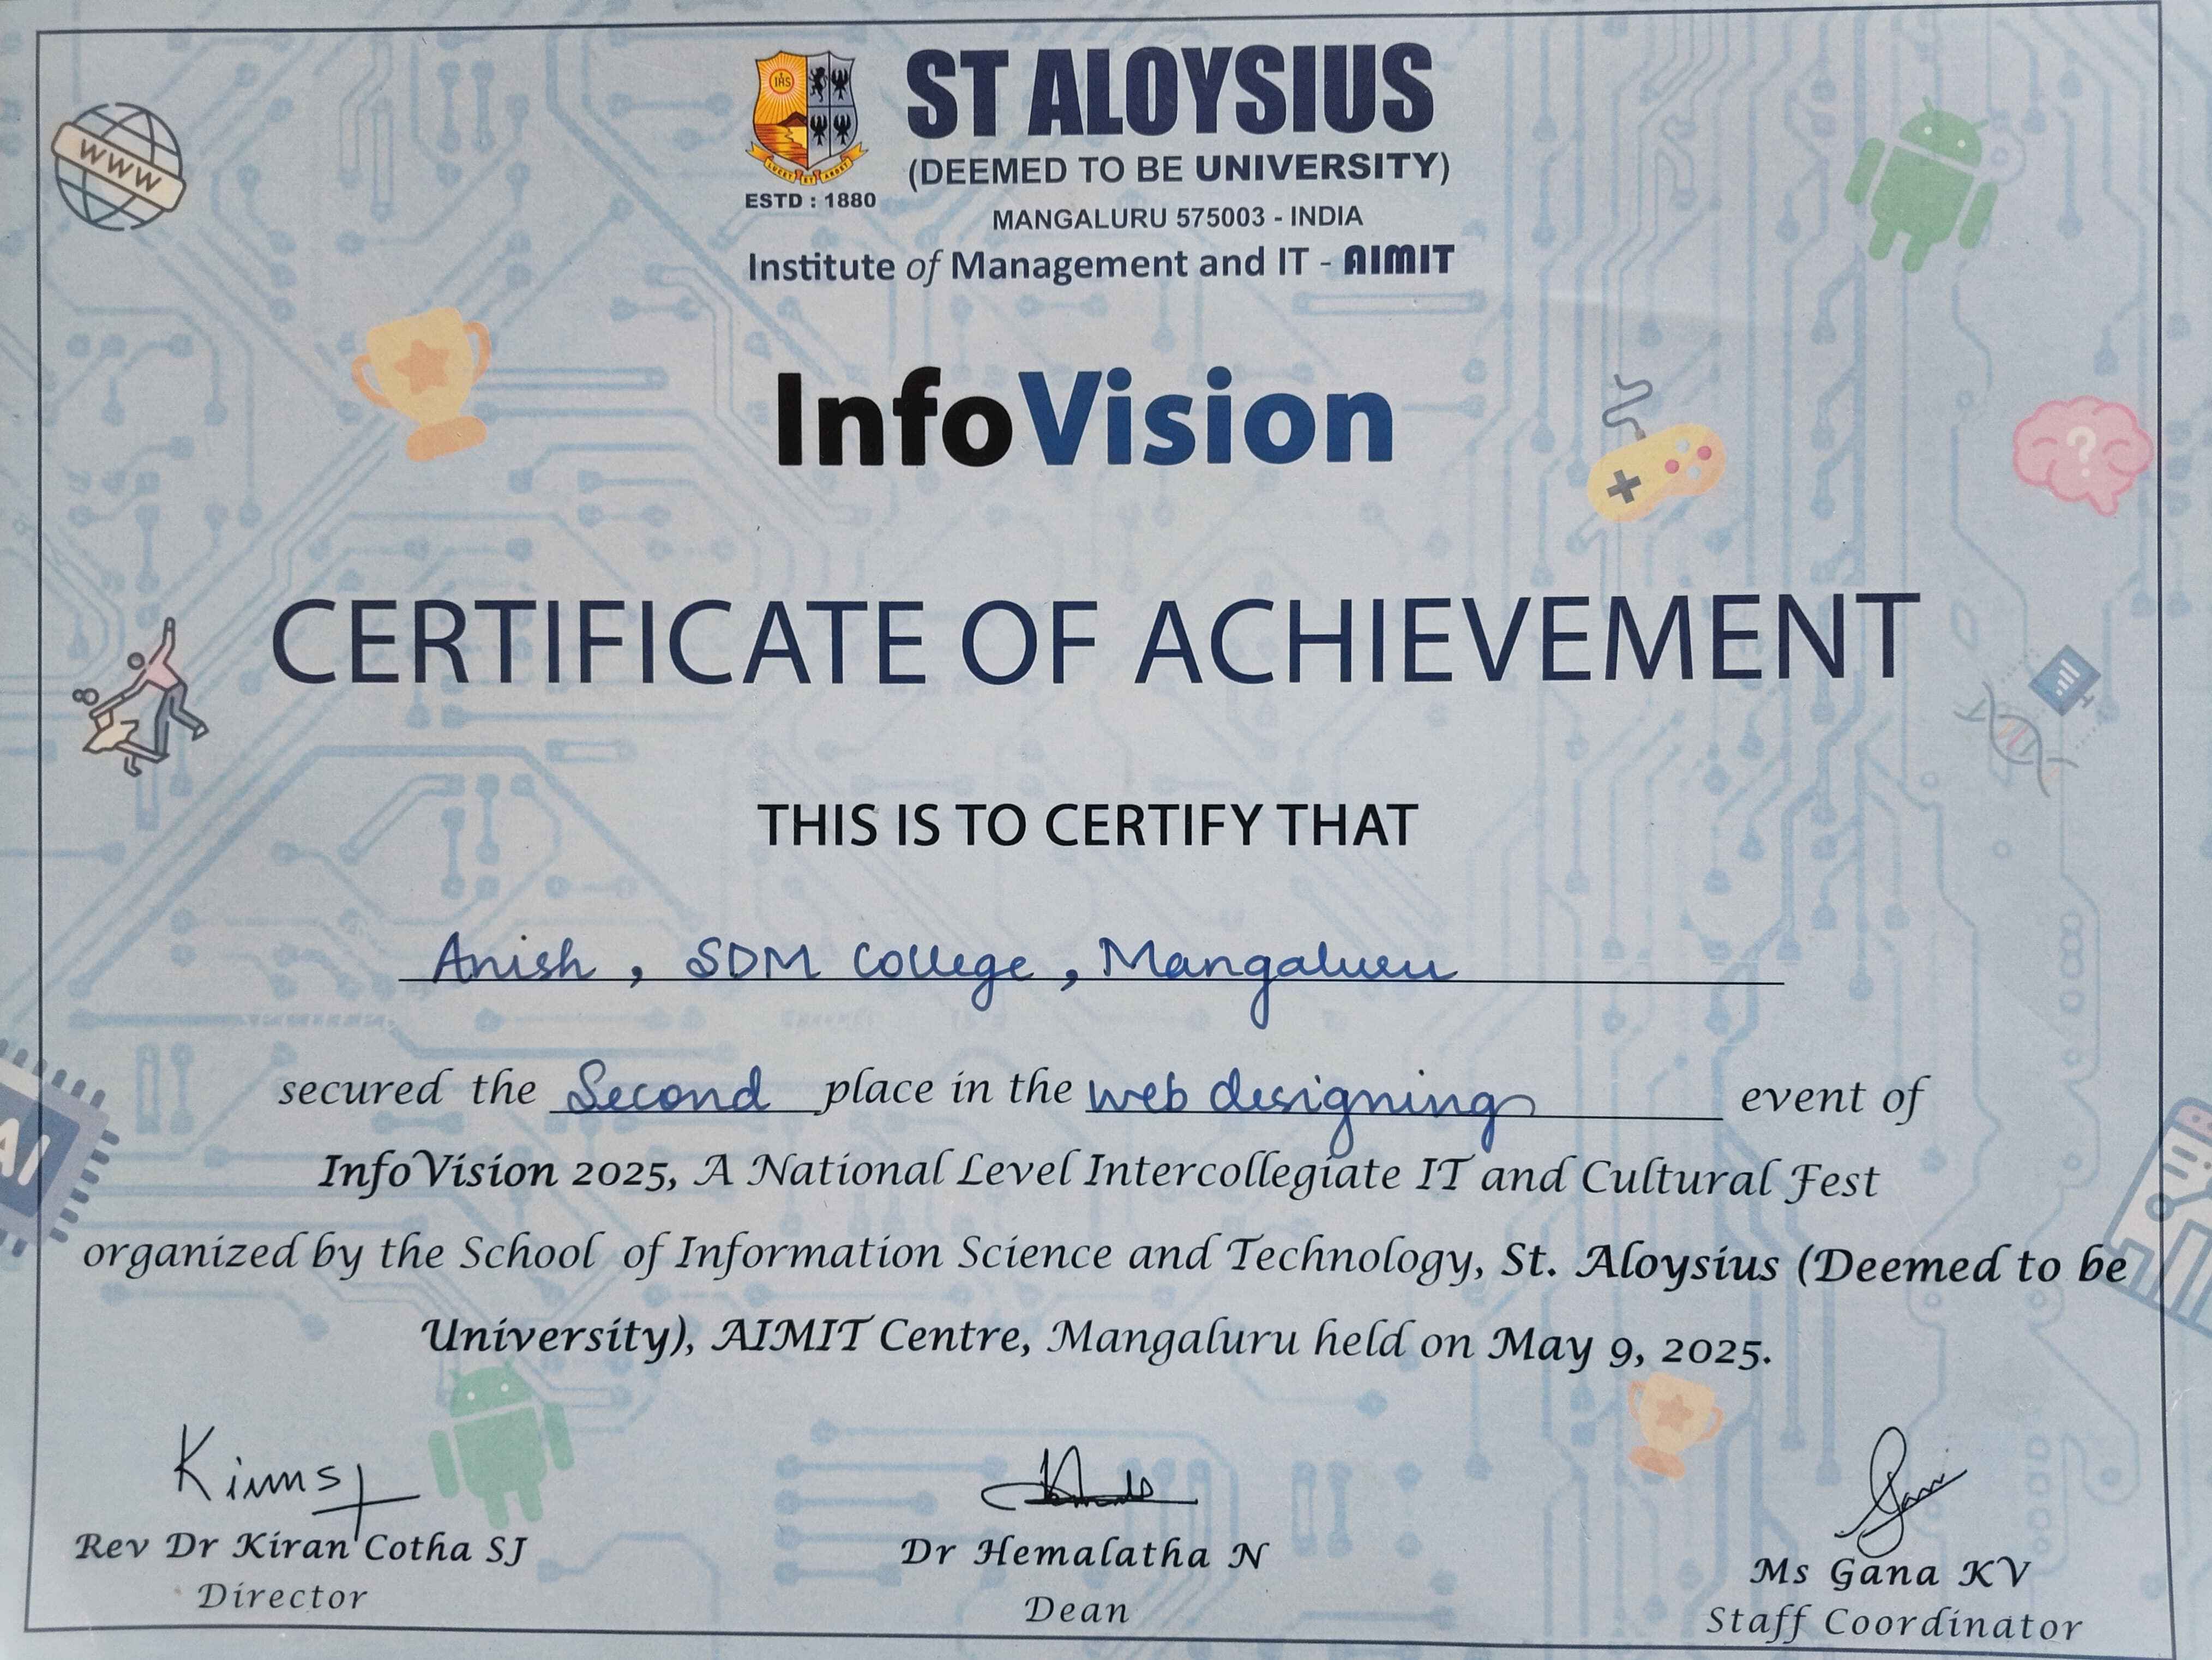 ST ALOYSIUS
(DEEMED TO BE UNIVERSITY)
ESTD : 1880
MANGALURU 575003 - INDIA
Institute of Management and IT - AIMIT
WWW
IHS
LUCET ET ARDET
InfoVision
?
CERTIFICATE OF ACHIEVEMENT
THIS IS TO CERTIFY THAT
Anish, SDM College, Mangaluru
secured the Second place in the web designing event of
InfoVision 2025, A National Level Intercollegiate IT and Cultural Fest
AI
organized by the School of Information Science and Technology, St. Aloysius (Deemed to be
University), AIMIT Centre, Mangaluru held on May 9, 2025.
Rev Dr Kiran Cotha SJ
Director
Dr Hemalatha N
Dean
Ms Gana KV
Staff Coordinator